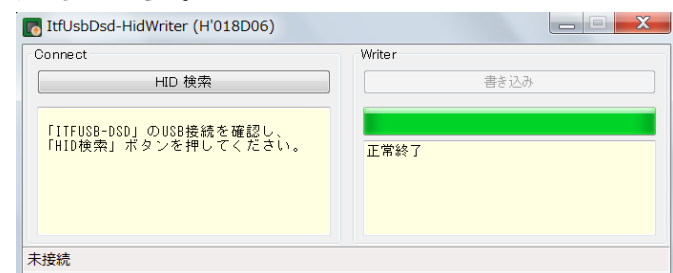 ItfUsbDsd-HidWriter (H'018D06)
Connect
HID 検索
「ITFUSB-DSD」のUSB接続を確認し、
「HID検索」ボタンを押してください。
Writer
書き込み
正常終了
未接続